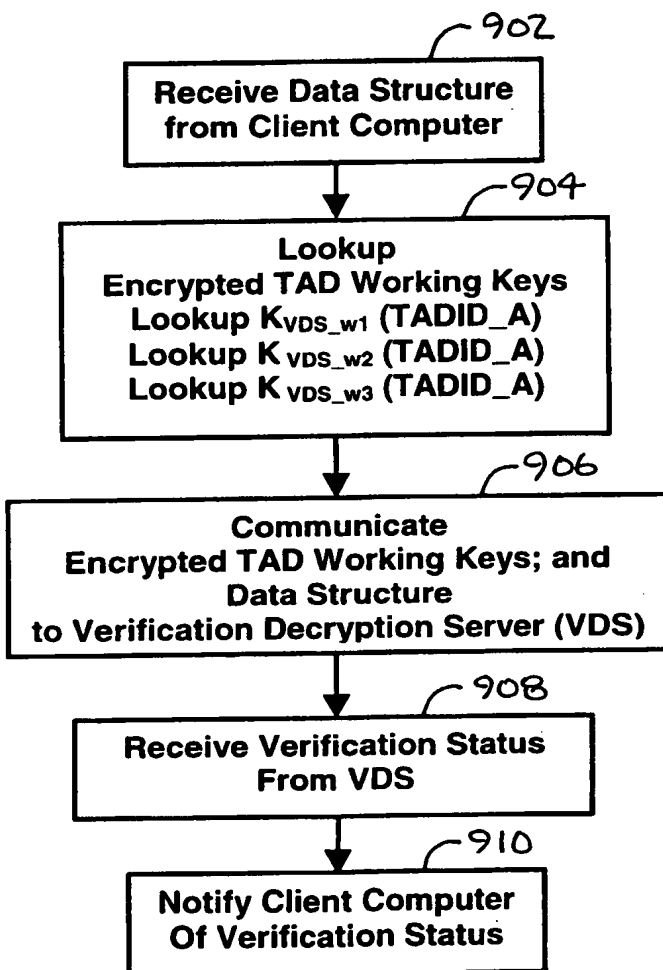 902
Receive Data Structure
from Client Computer
904
Lookup
Encrypted TAD Working Keys
Lookup KVDS_w1 (TADID_A)
Lookup K VDS_w2 (TADID_A)
Lookup K VDS_w3 (TADID_A)
906
Communicate
Encrypted TAD Working Keys; and
Data Structure
to Verification Decryption Server (VDS)
908
Receive Verification Status
From VDS
910
Notify Client Computer
Of Verification Status